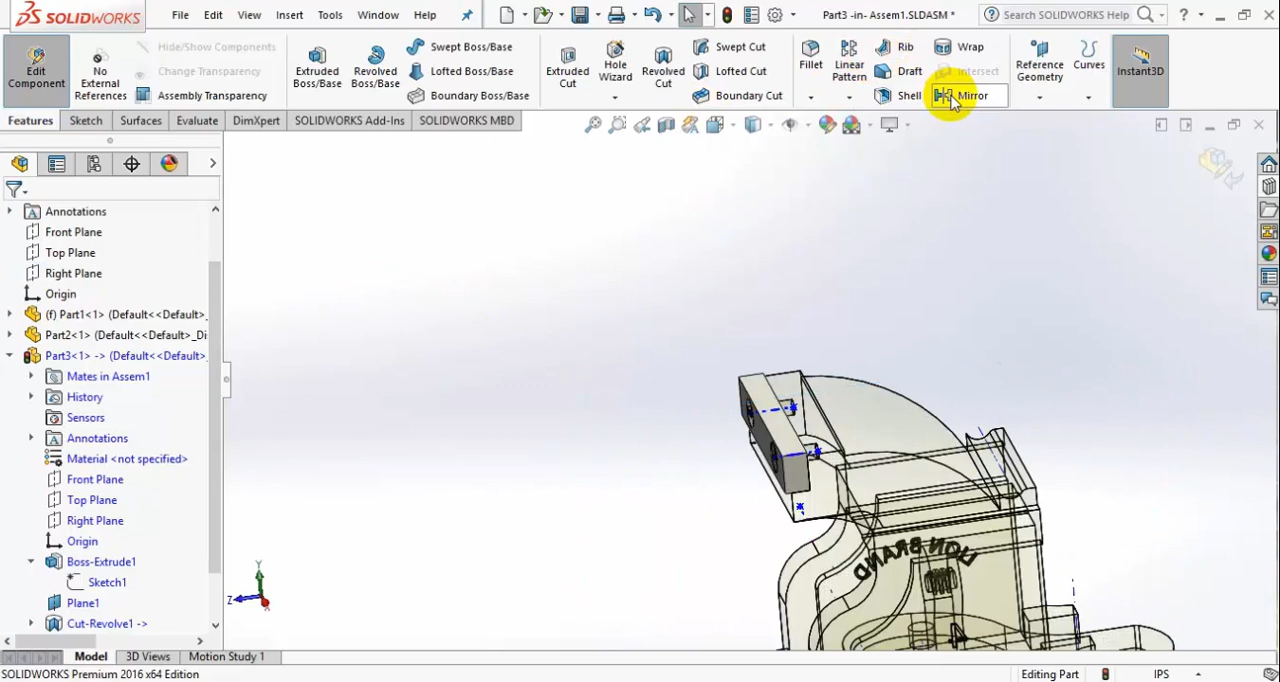 SOLIDWORKS
File Edit View Insert Tools Window Help
Part3 -in- Assem1.SLDASM *
Search SOLIDWORKS Help
Edit Component
No External References
Hide/Show Components
Change Transparency
Assembly Transparency
Extruded Boss/Base
Revolved Boss/Base
Swept Boss/Base
Lofted Boss/Base
Boundary Boss/Base
Extruded Cut
Hole Wizard
Revolved Cut
Swept Cut
Lofted Cut
Boundary Cut
Fillet
Linear Pattern
Rib
Draft
Shell
Wrap
Intersect
Mirror
Reference Geometry
Curves
Instant3D
Features Sketch Surfaces Evaluate DimXpert SOLIDWORKS Add-Ins SOLIDWORKS MBD
Annotations
Front Plane
Top Plane
Right Plane
Origin
(f) Part1<1> (Default<<Default>_
Part2<1> (Default<<Default>_Di
Part3<1> -> (Default<<Default>_
Mates in Assem1
History
Sensors
Annotations
Material <not specified>
Front Plane
Top Plane
Right Plane
Origin
Boss-Extrude1
Sketch1
Plane1
Cut-Revolve1 ->
LION BRAND
Y
Z
X
Model 3D Views Motion Study 1
SOLIDWORKS Premium 2016 x64 Edition
Editing Part
IPS